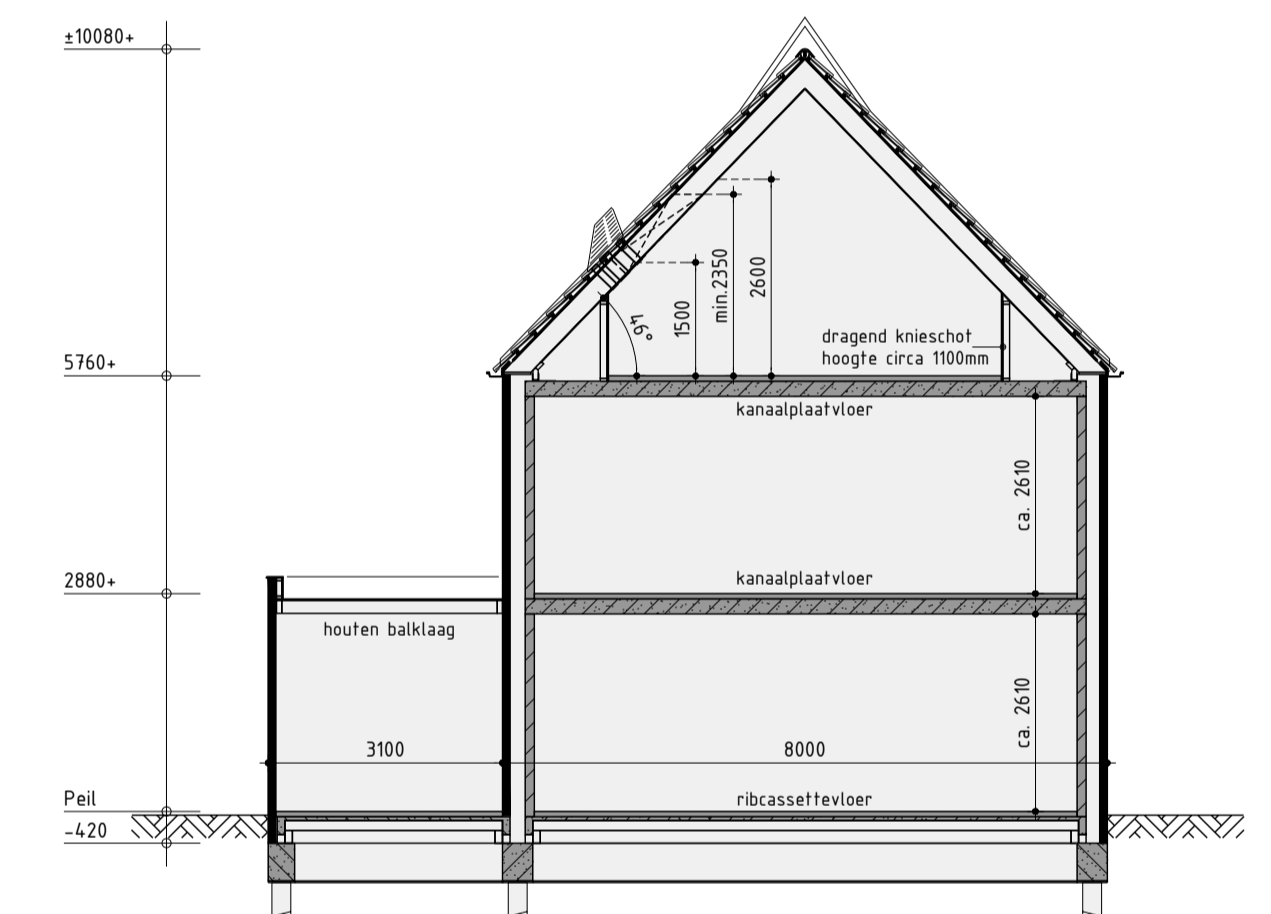 ±10080+
1500
min.2350
2600
46°
dragend knieschot
hoogte circa 1100mm
5760+
kanaalplaatvloer
ca. 2610
2880+
kanaalplaatvloer
houten balklaag
ca. 2610
3100
8000
Peil
ribcassettevloer
-420